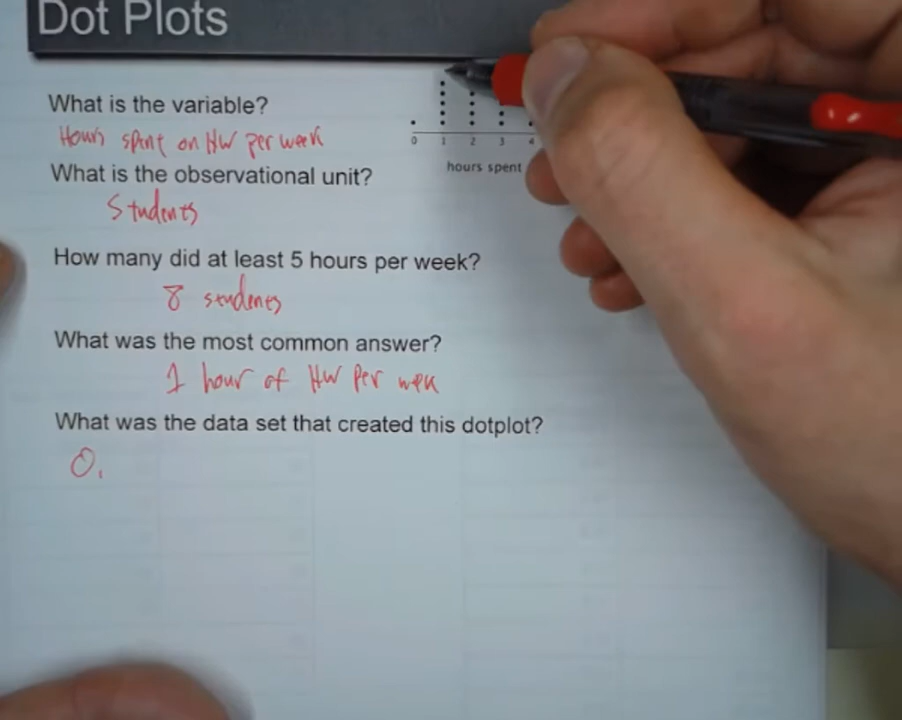 Dot Plots
What is the variable?
Hours spent on HW per week
0 1 2 3 4
What is the observational unit?
hours spent
Students
How many did at least 5 hours per week?
8 students
What was the most common answer?
1 hour of HW per wek
What was the data set that created this dotplot?
0,